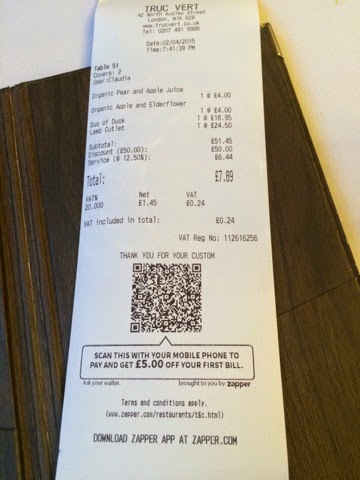 TRUC VERT
42 North Audley Street
London, W1K 6ZR
www.trucvert.co.uk
Tel: 0207 491 9988
Date:02/04/2015
Time:7:41:39 PM
Table 51
Covers: 2
User:Claudia
Organic Pear and Apple Juice 1 @ £4.00
Organic Apple and Elderflower 1 @ £4.00
Duo of Duck 1 @ £18.95
Lamb Cutlet 1 @ £24.50
Subtotal: £51.45
Discount (£50.00): £50.00
Service (@ 12.50%): £6.44
Total: £7.89
VAT% Net VAT
20.000 £1.45 £0.24
VAT included in total: £0.24
VAT Reg No: 112616256
THANK YOU FOR YOUR CUSTOM
SCAN THIS WITH YOUR MOBILE PHONE TO
PAY AND GET £5.00 OFF YOUR FIRST BILL.
Ask your waiter. brought to you by zapper
Terms and conditions apply.
(www.zapper.com/restaurants/t&c.html)
DOWNLOAD ZAPPER APP AT ZAPPER.COM